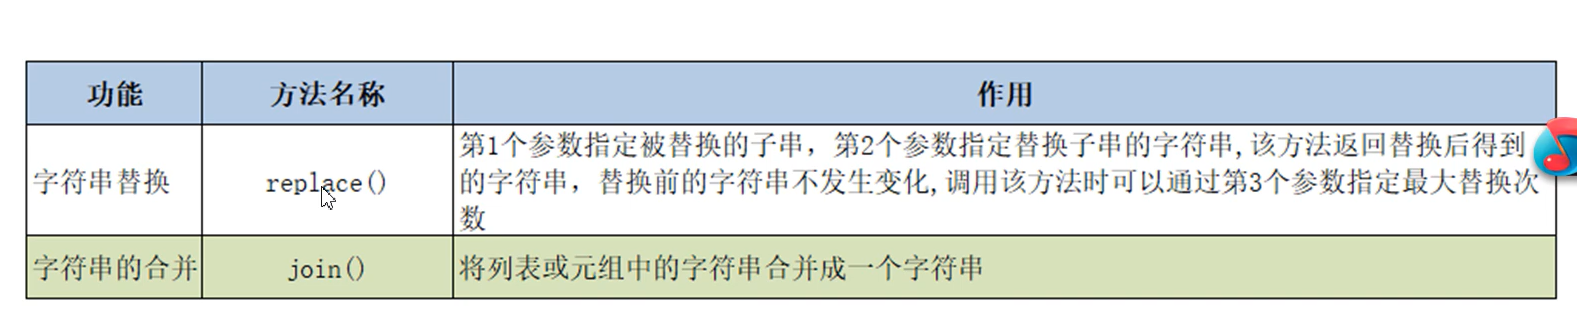 功能 方法名称 作用
第1个参数指定被替换的子串，第2个参数指定替换子串的字符串,该方法返回替换后得到
字符串替换 replace() 的字符串，替换前的字符串不发生变化,调用该方法时可以通过第3个参数指定最大替换次
数
字符串的合并 join() 将列表或元组中的字符串合并成一个字符串